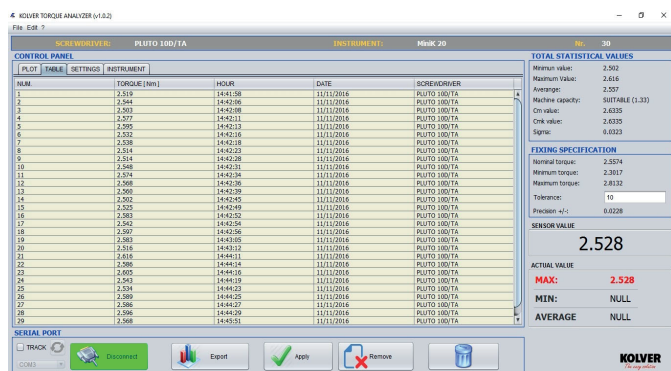 KOLVER TORQUE ANALYZER (v1.0.2)
File Edit ?
SCREWDRIVER: PLUTO 10D/TA INSTRUMENT: MiniK 20 Nr. 30
CONTROL PANEL
PLOT TABLE SETTINGS INSTRUMENT
NUM. TORQUE [ Nm ] HOUR DATE SCREWDRIVER
1 2.519 14:41:58 11/11/2016 PLUTO 10D/TA
2 2.544 14:42:06 11/11/2016 PLUTO 10D/TA
3 2.503 14:42:08 11/11/2016 PLUTO 10D/TA
4 2.577 14:42:11 11/11/2016 PLUTO 10D/TA
5 2.595 14:42:13 11/11/2016 PLUTO 10D/TA
6 2.532 14:42:16 11/11/2016 PLUTO 10D/TA
7 2.538 14:42:18 11/11/2016 PLUTO 10D/TA
8 2.514 14:42:23 11/11/2016 PLUTO 10D/TA
9 2.514 14:42:28 11/11/2016 PLUTO 10D/TA
10 2.548 14:42:31 11/11/2016 PLUTO 10D/TA
11 2.574 14:42:34 11/11/2016 PLUTO 10D/TA
12 2.568 14:42:36 11/11/2016 PLUTO 10D/TA
13 2.560 14:42:39 11/11/2016 PLUTO 10D/TA
14 2.502 14:42:45 11/11/2016 PLUTO 10D/TA
15 2.525 14:42:49 11/11/2016 PLUTO 10D/TA
16 2.583 14:42:52 11/11/2016 PLUTO 10D/TA
17 2.542 14:42:54 11/11/2016 PLUTO 10D/TA
18 2.597 14:42:56 11/11/2016 PLUTO 10D/TA
19 2.583 14:43:05 11/11/2016 PLUTO 10D/TA
20 2.516 14:43:12 11/11/2016 PLUTO 10D/TA
21 2.616 14:44:11 11/11/2016 PLUTO 10D/TA
22 2.586 14:44:14 11/11/2016 PLUTO 10D/TA
23 2.605 14:44:16 11/11/2016 PLUTO 10D/TA
24 2.543 14:44:19 11/11/2016 PLUTO 10D/TA
25 2.534 14:44:23 11/11/2016 PLUTO 10D/TA
26 2.589 14:44:25 11/11/2016 PLUTO 10D/TA
27 2.586 14:44:27 11/11/2016 PLUTO 10D/TA
28 2.596 14:44:29 11/11/2016 PLUTO 10D/TA
29 2.568 14:45:51 11/11/2016 PLUTO 10D/TA
TOTAL STATISTICAL VALUES
Minimun value: 2.502
Maximum Value: 2.616
Averange: 2.557
Machine capacity: SUITABLE (1.33)
Cm value: 2.6335
Cmk value: 2.6335
Sigms: 0.0323
FIXING SPECIFICATION
Nominal torque: 2.5574
Minimum torque: 2.3017
Maximum torque: 2.8132
Tolerance: 10
Precision +/-: 0.0228
SENSOR VALUE
2.528
ACTUAL VALUE
MAX: 2.528
MIN: NULL
AVERAGE NULL
SERIAL PORT
TRACK
COM3
Disconnect
Export
Apply
Remove
KOLVER
The easy solution